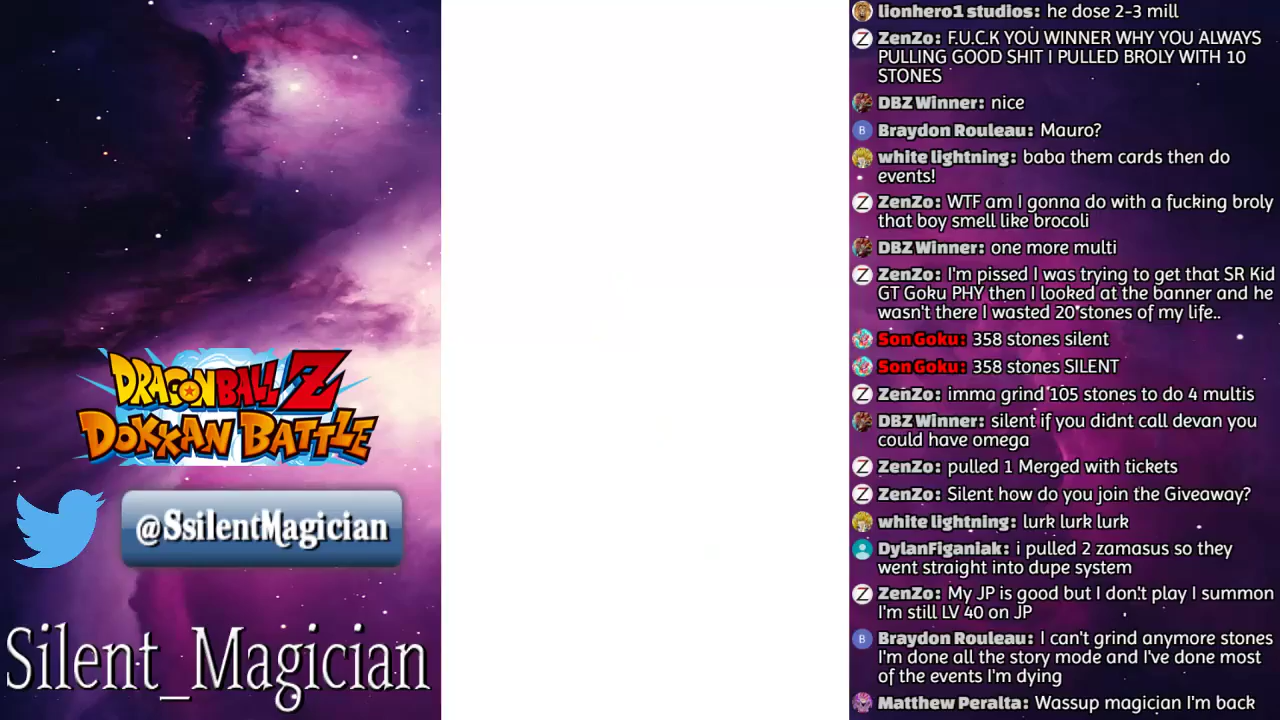 DRAGON BALL Z
DOKKAN BATTLE
@SsilentMagician
Silent_Magician
lionhero1 studios: he dose 2-3 mill
ZenZo: F.U.C.K YOU WINNER WHY YOU ALWAYS
PULLING GOOD SHIT I PULLED BROLY WITH 10
STONES
DBZ Winner: nice
B Braydon Rouleau: Mauro?
white lightning: baba them cards then do
events!
ZenZo: WTF am I gonna do with a fucking broly
that boy smell like brocoli
DBZ Winner: one more multi
ZenZo: I'm pissed I was trying to get that SR Kid
GT Goku PHY then I looked at the banner and he
wasn't there I wasted 20 stones of my life..
Son Goku: 358 stones silent
Son Goku: 358 stones SILENT
ZenZo: imma grind 105 stones to do 4 multis
DBZ Winner: silent if you didnt call devan you
could have omega
ZenZo: pulled 1 Merged with tickets
ZenZo: Silent how do you join the Giveaway?
white lightning: lurk lurk lurk
DylanFiganiak: i pulled 2 zamasus so they
went straight into dupe system
ZenZo: My JP is good but I don't play I summon
I'm still LV 40 on JP
B Braydon Rouleau: I can't grind anymore stones
I'm done all the story mode and I've done most
of the events I'm dying
Matthew Peralta: Wassup magician I'm back